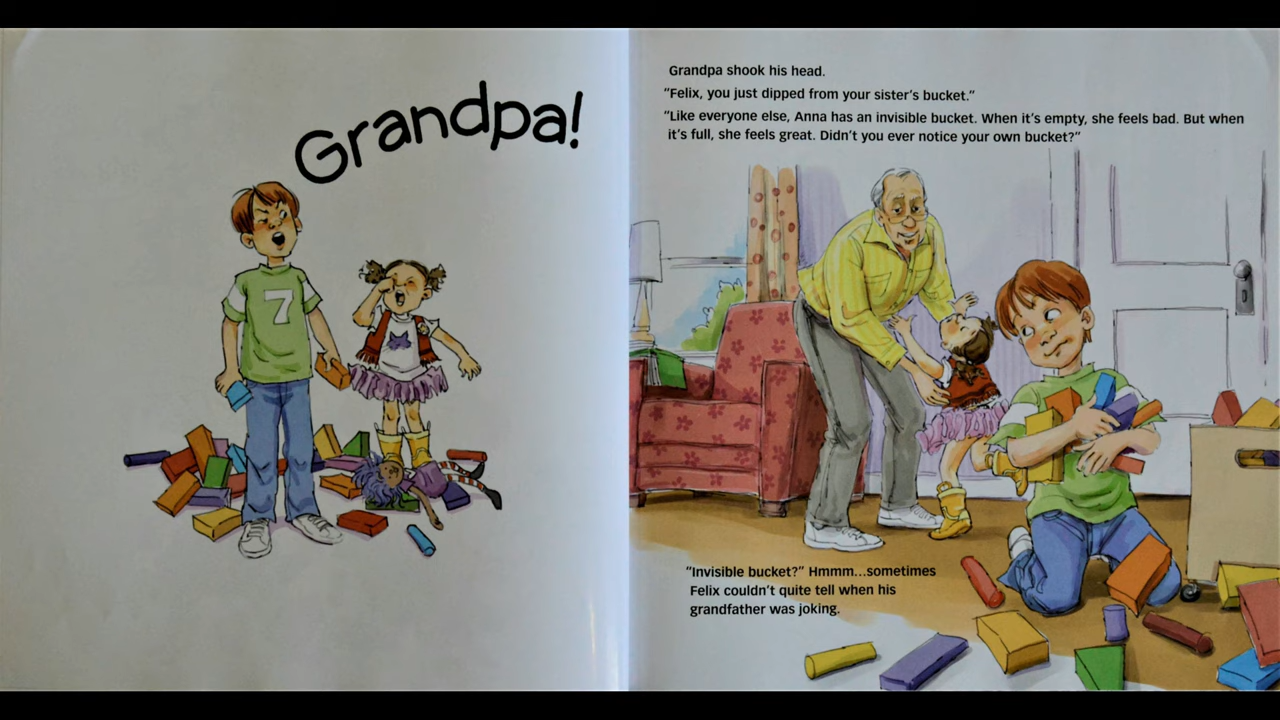 Grandpa!
7
Grandpa shook his head.
“Felix, you just dipped from your sister’s bucket.”
“Like everyone else, Anna has an invisible bucket. When it’s empty, she feels bad. But when
it’s full, she feels great. Didn’t you ever notice your own bucket?”
“Invisible bucket?” Hmmm...sometimes
Felix couldn’t quite tell when his
grandfather was joking.